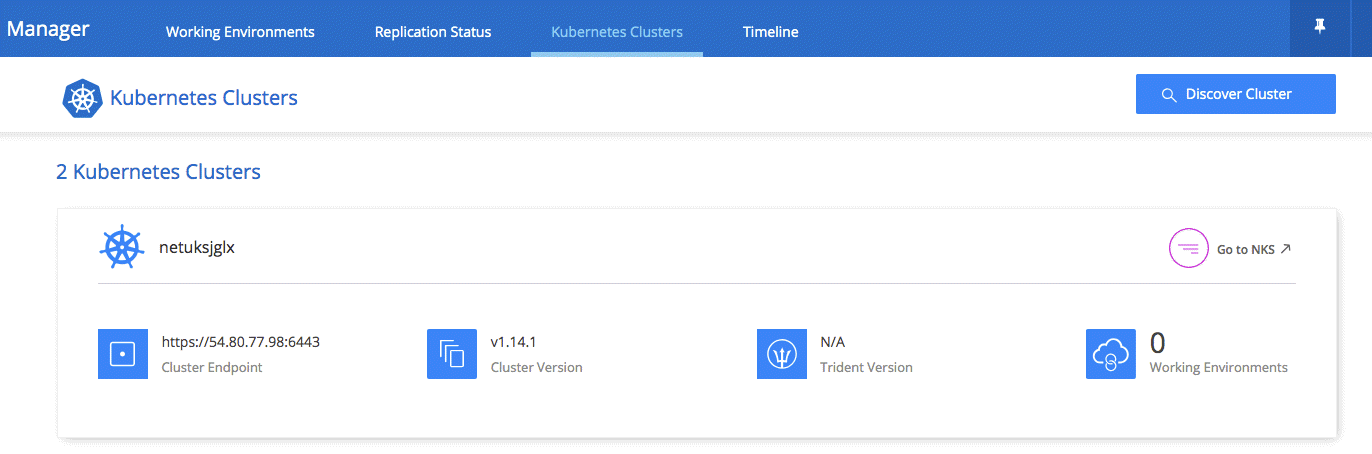 Manager
Working Environments
Replication Status
Kubernetes Clusters
Timeline
Kubernetes Clusters
Discover Cluster
2 Kubernetes Clusters
netuksjglx
Go to NKS
https://54.80.77.98:6443
Cluster Endpoint
v1.14.1
Cluster Version
N/A
Trident Version
0
Working Environments